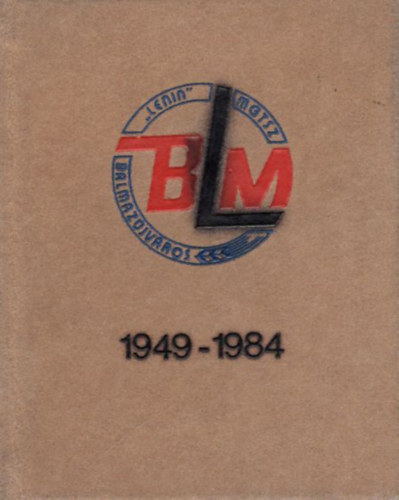 „LENIN” MGTSZ
BLM
BALMAZÚJVÁROS
1949-1984